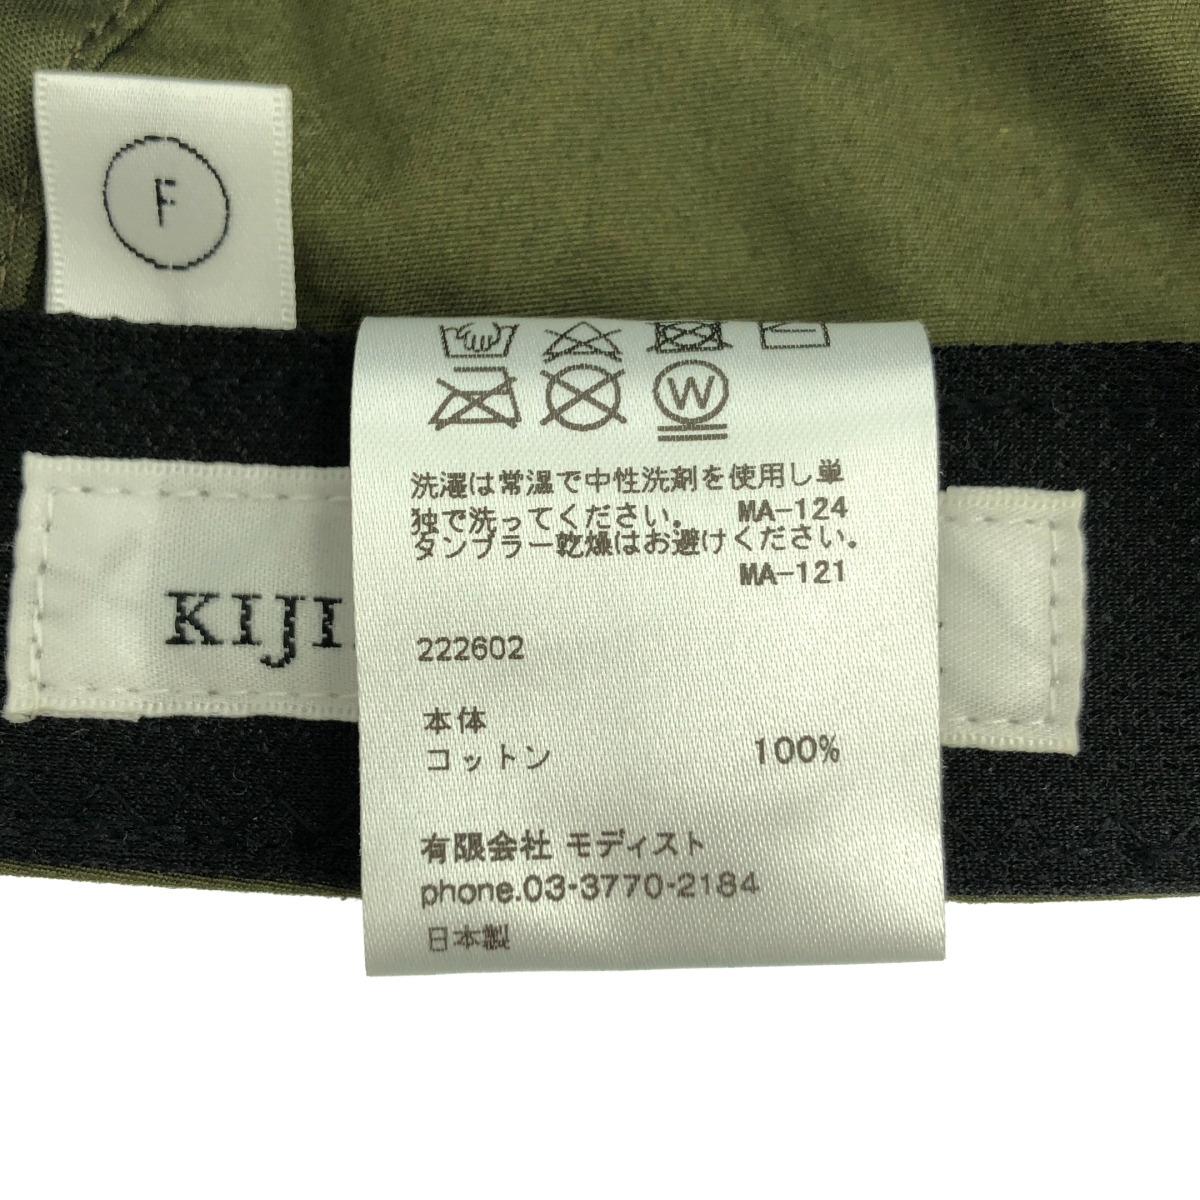 F
W
洗濯は常温で中性洗剤を使用し単
独で洗ってください。 MA-124
タンブラー乾燥はお避けください。
MA-121
KIJI
222602
本体
コットン 100%
有限会社 モディスト
phone.03-3770-2184
日本製